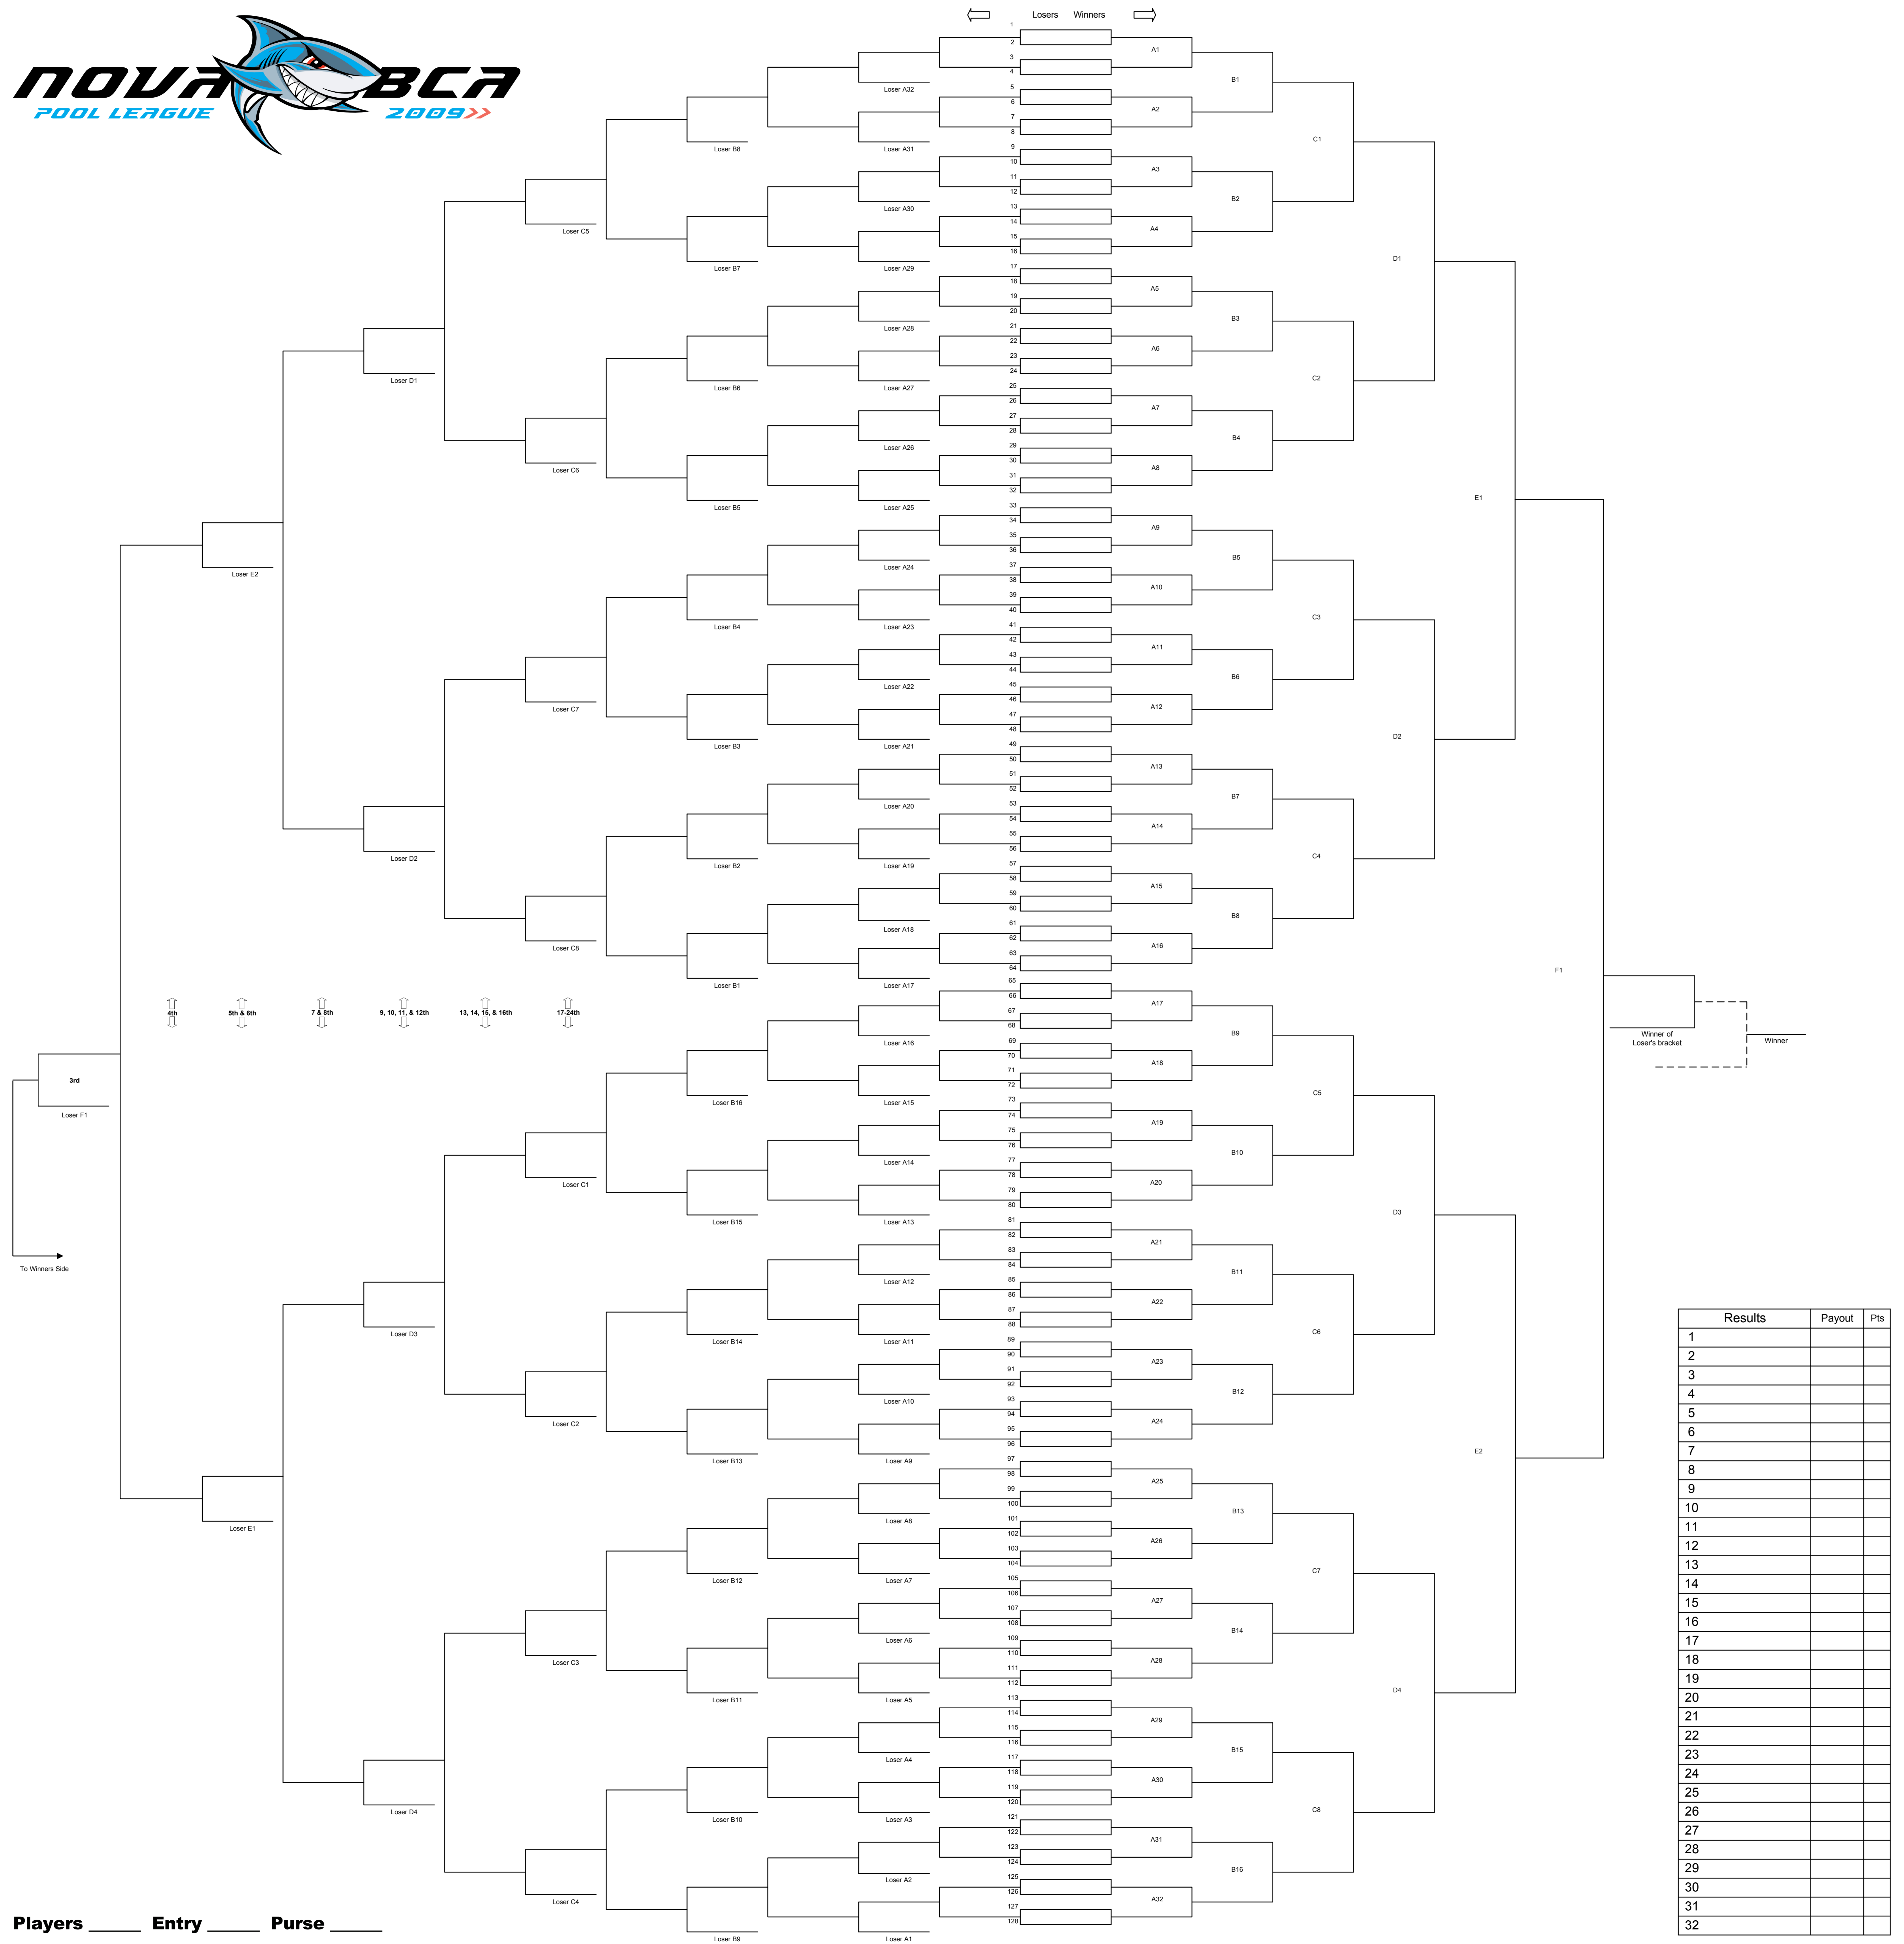 NOVA BCA
POOL LEAGUE 2009>>
Losers Winners
1
2
3
4
5
6
7
8
9
10
11
12
13
14
15
16
17
18
19
20
21
22
23
24
25
26
27
28
29
30
31
32
33
34
35
36
37
38
39
40
41
42
43
44
45
46
47
48
49
50
51
52
53
54
55
56
57
58
59
60
61
62
63
64
65
66
67
68
69
70
71
72
73
74
75
76
77
78
79
80
81
82
83
84
85
86
87
88
89
90
91
92
93
94
95
96
97
98
99
100
101
102
103
104
105
106
107
108
109
110
111
112
113
114
115
116
117
118
119
120
121
122
123
124
125
126
127
128
A1
A2
A3
A4
A5
A6
A7
A8
A9
A10
A11
A12
A13
A14
A15
A16
A17
A18
A19
A20
A21
A22
A23
A24
A25
A26
A27
A28
A29
A30
A31
A32
B1
B2
B3
B4
B5
B6
B7
B8
B9
B10
B11
B12
B13
B14
B15
B16
C1
C2
C3
C4
C5
C6
C7
C8
D1
D2
D3
D4
E1
E2
F1
Winner of
Loser's bracket
Winner
Loser A32
Loser A31
Loser A30
Loser A29
Loser A28
Loser A27
Loser A26
Loser A25
Loser A24
Loser A23
Loser A22
Loser A21
Loser A20
Loser A19
Loser A18
Loser A17
Loser A16
Loser A15
Loser A14
Loser A13
Loser A12
Loser A11
Loser A10
Loser A9
Loser A8
Loser A7
Loser A6
Loser A5
Loser A4
Loser A3
Loser A2
Loser A1
Loser B8
Loser B7
Loser B6
Loser B5
Loser B4
Loser B3
Loser B2
Loser B1
Loser B16
Loser B15
Loser B14
Loser B13
Loser B12
Loser B11
Loser B10
Loser B9
Loser C5
Loser C6
Loser C7
Loser C8
Loser C1
Loser C2
Loser C3
Loser C4
Loser D1
Loser D2
Loser D3
Loser D4
Loser E2
Loser E1
4th 5th & 6th 7 & 8th 9, 10, 11, & 12th 13, 14, 15, & 16th 17-24th
3rd
Loser F1
To Winners Side
Results Payout Pts
1
2
3
4
5
6
7
8
9
10
11
12
13
14
15
16
17
18
19
20
21
22
23
24
25
26
27
28
29
30
31
32
Players ______ Entry ______ Purse ______